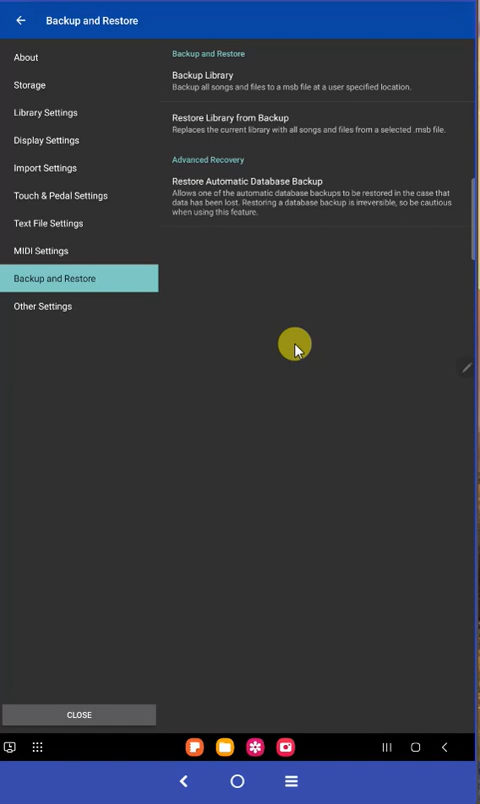 Backup and Restore
About
Storage
Library Settings
Display Settings
Import Settings
Touch & Pedal Settings
Text File Settings
MIDI Settings
Backup and Restore
Other Settings
CLOSE
Backup and Restore
Backup Library
Backup all songs and files to a msb file at a user specified location.
Restore Library from Backup
Replaces the current library with all songs and files from a selected .msb file.
Advanced Recovery
Restore Automatic Database Backup
Allows one of the automatic database backups to be restored in the case that
data has been lost. Restoring a database backup is irreversible, so be cautious
when using this feature.